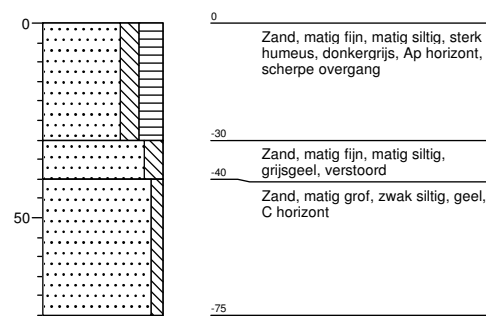 0
0
Zand, matig fijn, matig siltig, sterk
humeus, donkergrijs, Ap horizont,
scherpe overgang
-30
Zand, matig fijn, matig siltig,
grijsgeel, verstoord
-40
Zand, matig grof, zwak siltig, geel,
C horizont
50
-75